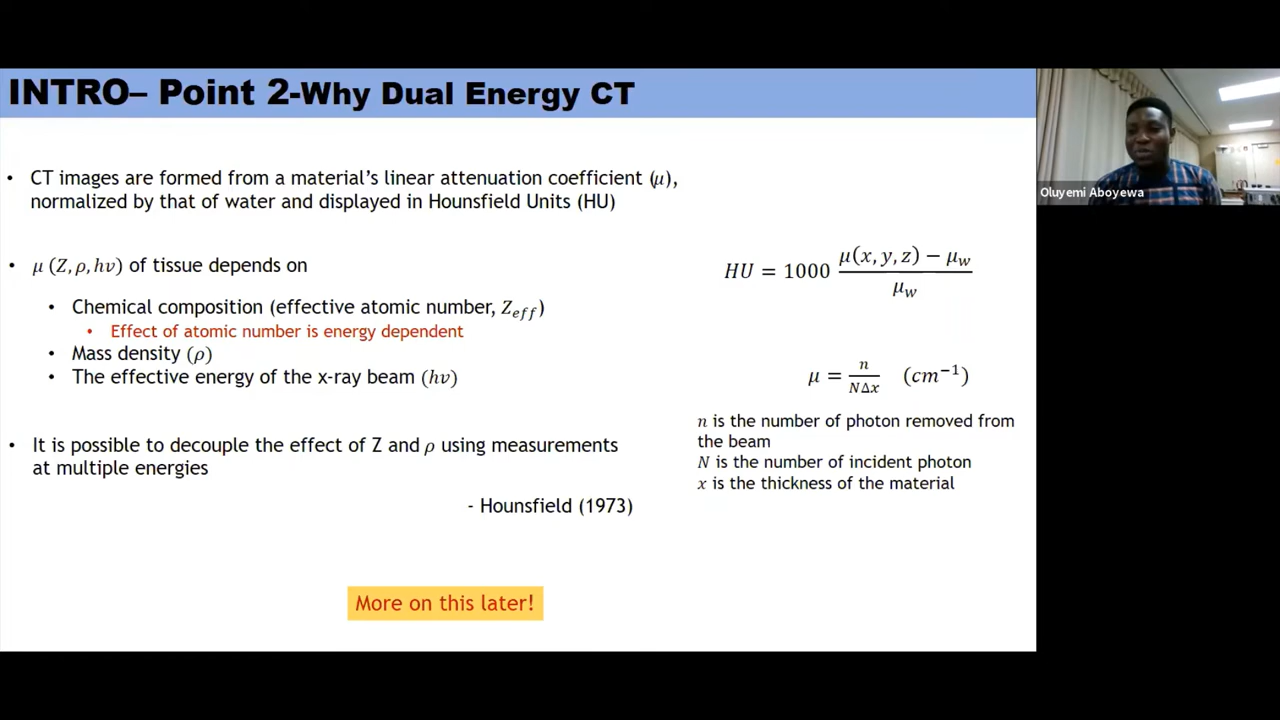 INTRO– Point 2-Why Dual Energy CT
• CT images are formed from a material’s linear attenuation coefficient (μ),
normalized by that of water and displayed in Hounsfield Units (HU)
• μ (Z, ρ, hν) of tissue depends on
• Chemical composition (effective atomic number, Z_eff)
• Effect of atomic number is energy dependent
• Mass density (ρ)
• The effective energy of the x-ray beam (hν)
• It is possible to decouple the effect of Z and ρ using measurements
at multiple energies
- Hounsfield (1973)
More on this later!
HU = 1000 (μ(x, y, z) − μ_w) / μ_w
μ = n / NΔx (cm⁻¹)
n is the number of photon removed from
the beam
N is the number of incident photon
x is the thickness of the material
Oluyemi Aboyewa